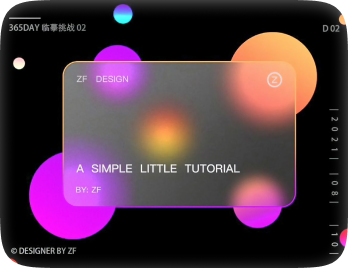 365DAY 临摹挑战 02
D 02
ZF DESIGN
Z
A SIMPLE LITTLE TUTORIAL
BY: ZF
| 2021 | 08 | 10 |
© DESIGNER BY ZF